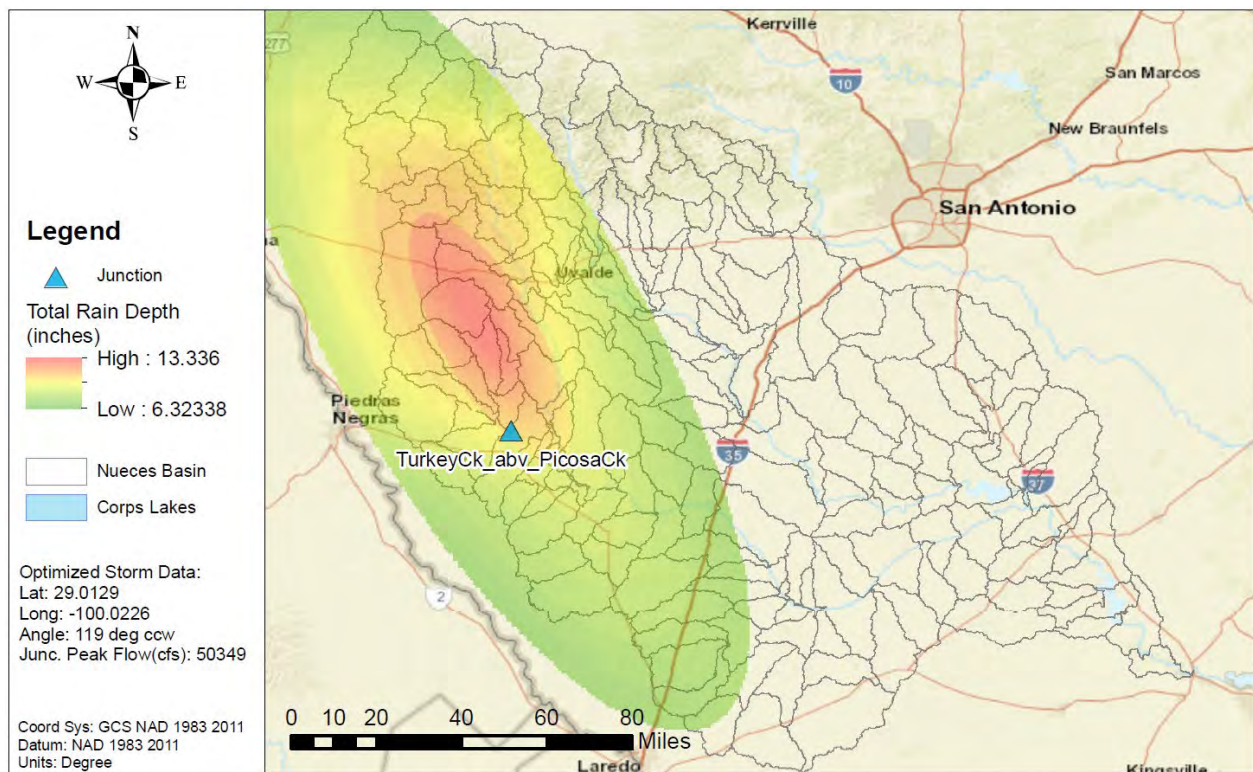 N
W E
S
Legend
Junction
Total Rain Depth
(inches)
High : 13.336
Low : 6.32338
Nueces Basin
Corps Lakes
Optimized Storm Data:
Lat: 29.0129
Long: -100.0226
Angle: 119 deg ccw
Junc. Peak Flow(cfs): 50349
Coord Sys: GCS NAD 1983 2011
Datum: NAD 1983 2011
Units: Degree
277
Kerrville
10
San Marcos
New Braunfels
San Antonio
na
Uvalde
Piedras
Negras
TurkeyCk_abv_PicosaCk
35
37
2
0 10 20 40 60 80
Miles
Laredo
Kingsville